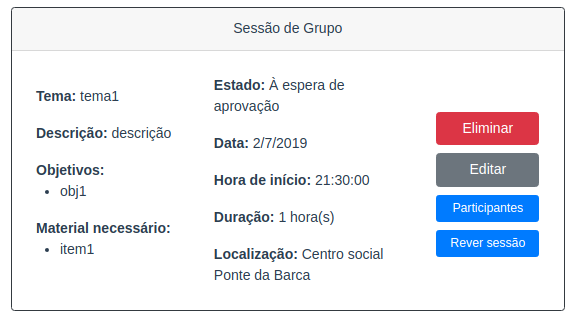 Sessão de Grupo
Tema: tema1
Descrição: descrição
Objetivos:
obj1
Material necessário:
item1
Estado: À espera de
aprovação
Data: 2/7/2019
Hora de início: 21:30:00
Duração: 1 hora(s)
Localização: Centro social
Ponte da Barca
Eliminar
Editar
Participantes
Rever sessão